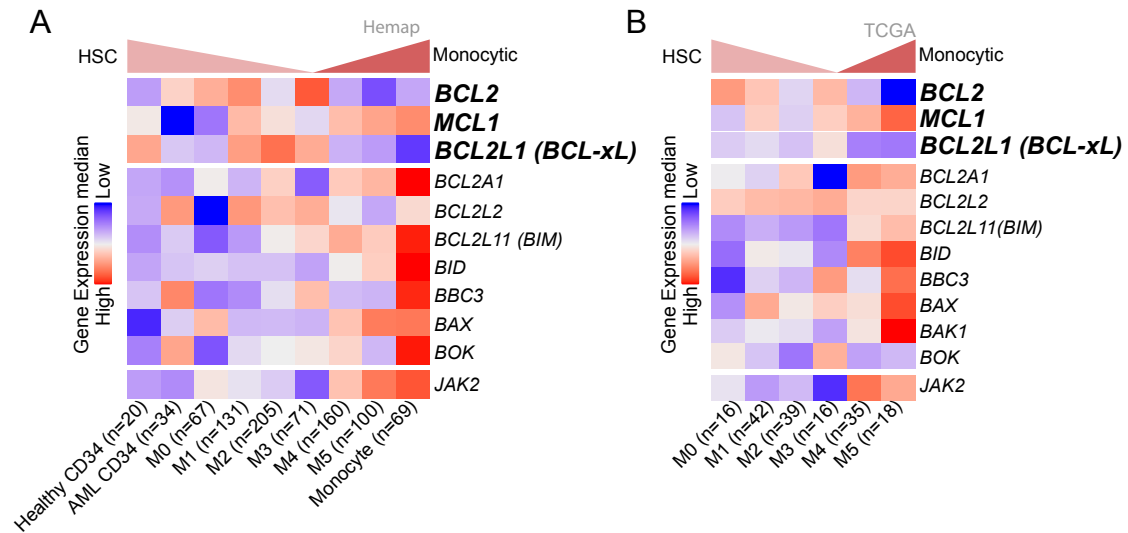 A
Hemap
HSC
Monocytic
BCL2
MCL1
BCL2L1 (BCL-xL)
BCL2A1
BCL2L2
BCL2L11 (BIM)
BID
BBC3
BAX
BOK
JAK2
Gene Expression median
High
Low
Healthy CD34 (n=20)
AML CD34 (n=34)
M0 (n=67)
M1 (n=131)
M2 (n=205)
M3 (n=71)
M4 (n=160)
M5 (n=100)
Monocyte (n=69)
B
TCGA
HSC
Monocytic
BCL2
MCL1
BCL2L1 (BCL-xL)
BCL2A1
BCL2L2
BCL2L11(BIM)
BID
BBC3
BAX
BAK1
BOK
JAK2
Gene Expression median
High
Low
M0 (n=16)
M1 (n=42)
M2 (n=39)
M3 (n=16)
M4 (n=35)
M5 (n=18)